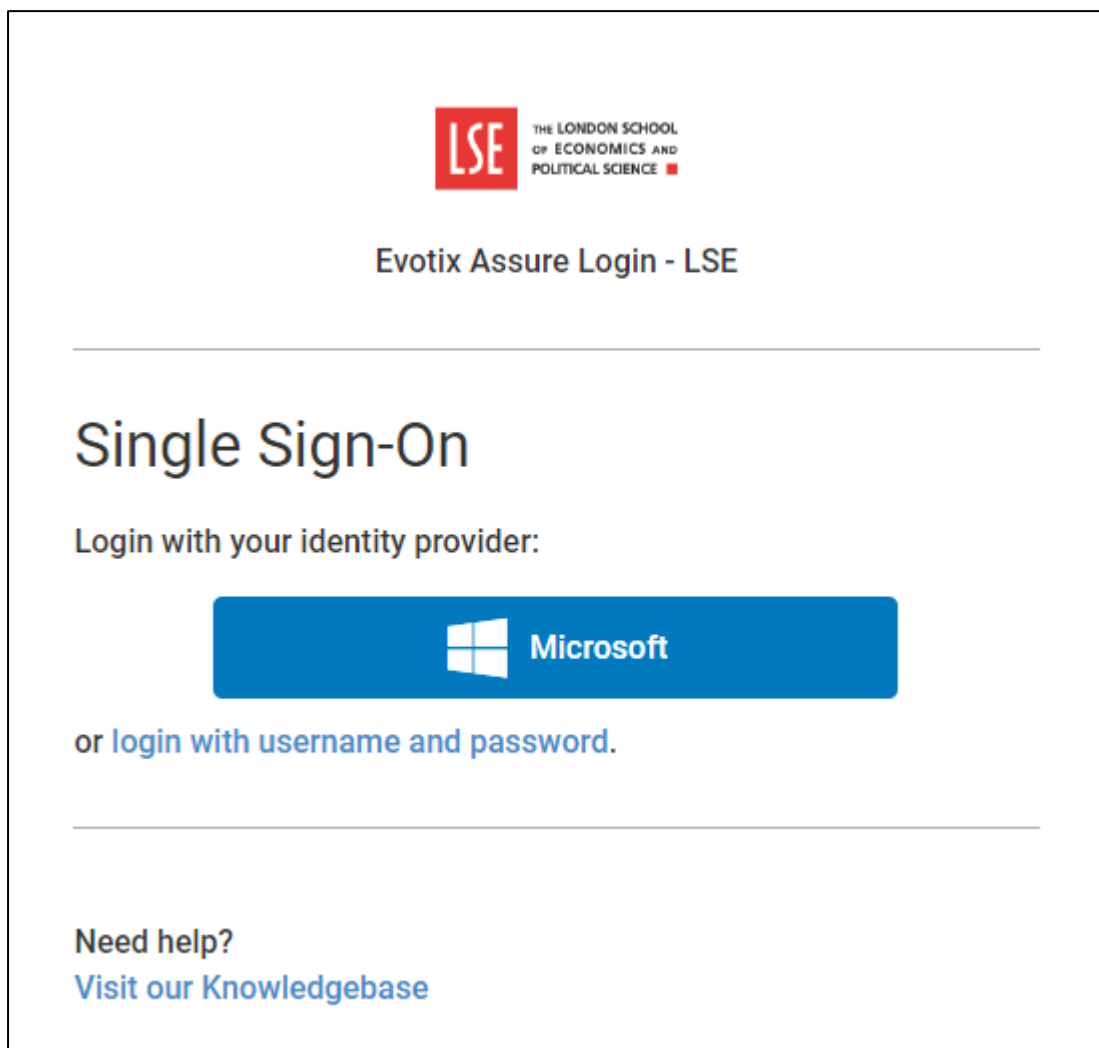 LSE
THE LONDON SCHOOL
OF ECONOMICS AND
POLITICAL SCIENCE
Evotix Assure Login - LSE
Single Sign-On
Login with your identity provider:
Microsoft
or login with username and password.
Need help?
Visit our Knowledgebase